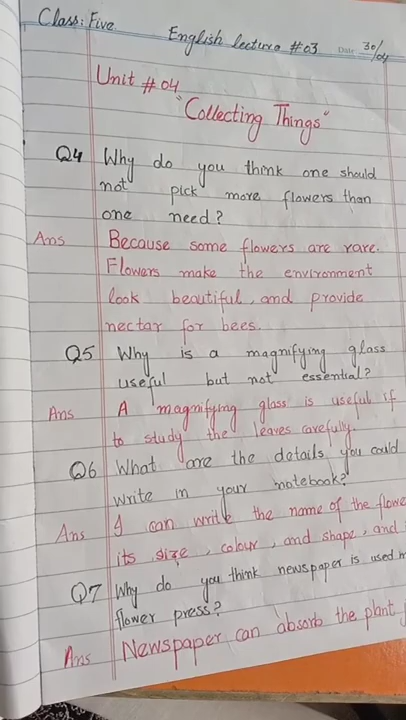 Class: Five
English lecture #03 Date 30/04
Unit #04
"Collecting Things"
Q4 Why do you think one should
not pick more flowers than
one need?
Ans Because some flowers are rare.
Flowers make the environment
look beautiful, and provide
nectar for bees.
Q5 Why is a magnifying glass
useful but not essential?
Ans A magnifying glass is useful if
to study the leaves carefully.
Q6 What are the details you could
write in your notebook?
Ans I can write the name of the flowe
its size, colour, and shape, and
Q7 Why do you think newspaper is used
flower press?
Ans Newspaper can absorb the plant